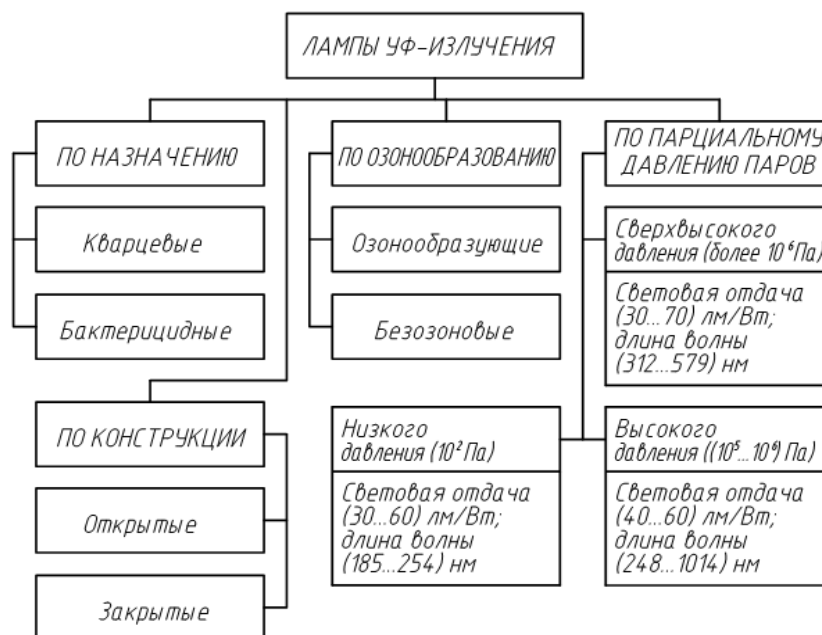 ЛАМПЫ УФ-ИЗЛУЧЕНИЯ
ПО НАЗНАЧЕНИЮ
Кварцевые
Бактерицидные
ПО КОНСТРУКЦИИ
Открытые
Закрытые
ПО ОЗОНООБРАЗОВАНИЮ
Озонообразующие
Безозоновые
ПО ПАРЦИАЛЬНОМУ
ДАВЛЕНИЮ ПАРОВ
Сверхвысокого
давления (более 10⁶Па)
Световая отдача
(30...70) лм/Вт;
длина волны
(312...579) нм
Низкого
давления (10²Па)
Световая отдача
(30...60) лм/Вт;
длина волны
(185...254) нм
Высокого
давления ((10⁵...10⁶) Па)
Световая отдача
(40...60) лм/Вт;
длина волны
(248...1014) нм